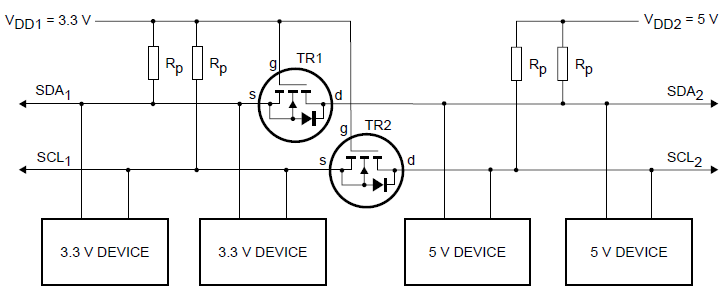 VDD1 = 3.3 V
VDD2 = 5 V
Rp
Rp
TR1
g
Rp
Rp
SDA1
s
d
SDA2
g
TR2
SCL1
s
d
SCL2
3.3 V DEVICE
3.3 V DEVICE
5 V DEVICE
5 V DEVICE